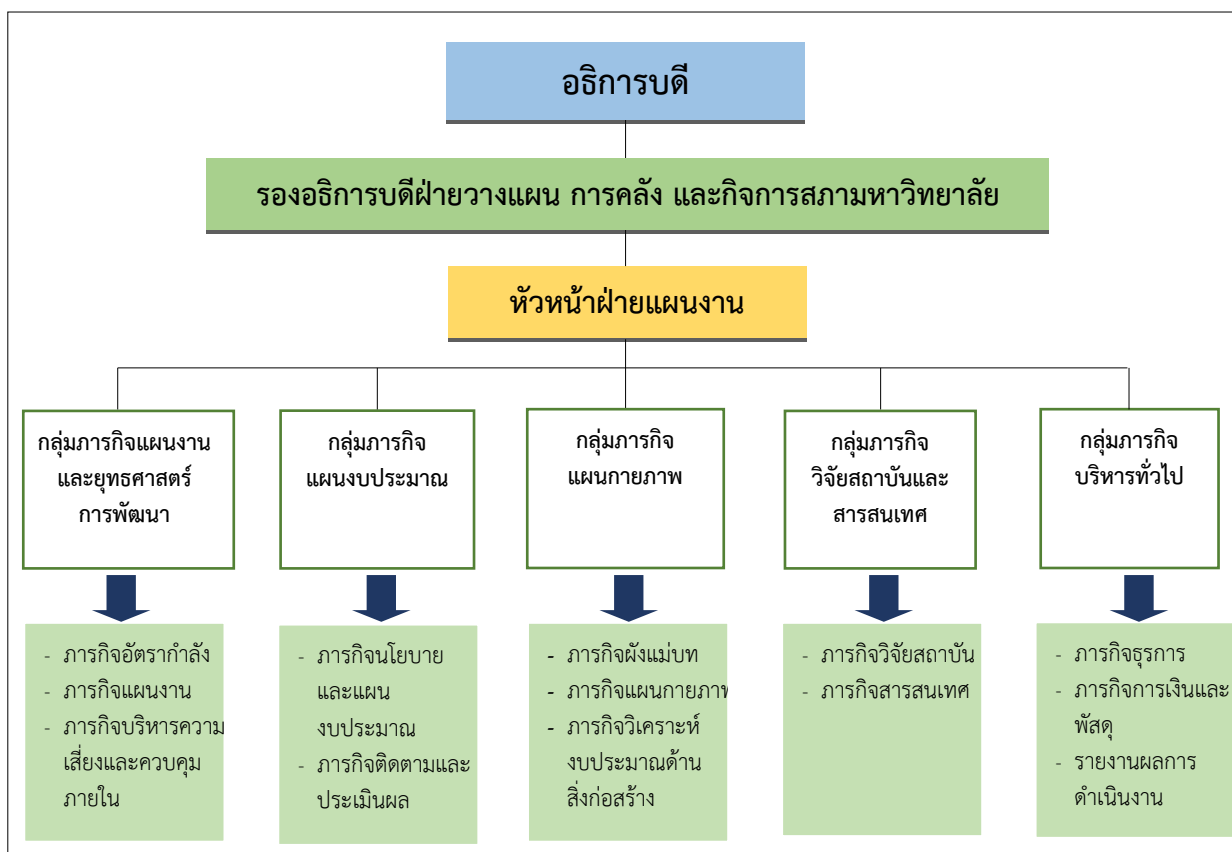 อธิการบดี
รองอธิการบดีฝ่ายวางแผน การคลัง และกิจการสภามหาวิทยาลัย
หัวหน้าฝ่ายแผนงาน
กลุ่มภารกิจแผนงาน
และยุทธศาสตร์
การพัฒนา
กลุ่มภารกิจ
แผนงบประมาณ
กลุ่มภารกิจ
แผนกายภาพ
กลุ่มภารกิจ
วิจัยสถาบันและ
สารสนเทศ
กลุ่มภารกิจ
บริหารทั่วไป
- ภารกิจอัตรากำลัง
- ภารกิจแผนงาน
- ภารกิจบริหารความ
เสี่ยงและควบคุม
ภายใน
- ภารกิจนโยบาย
และแผน
งบประมาณ
- ภารกิจติดตามและ
ประเมินผล
- ภารกิจผังแม่บท
- ภารกิจแผนกายภาพ
- ภารกิจวิเคราะห์
งบประมาณด้าน
สิ่งก่อสร้าง
- ภารกิจวิจัยสถาบัน
- ภารกิจสารสนเทศ
- ภารกิจธุรการ
- ภารกิจการเงินและ
พัสดุ
- รายงานผลการ
ดำเนินงาน